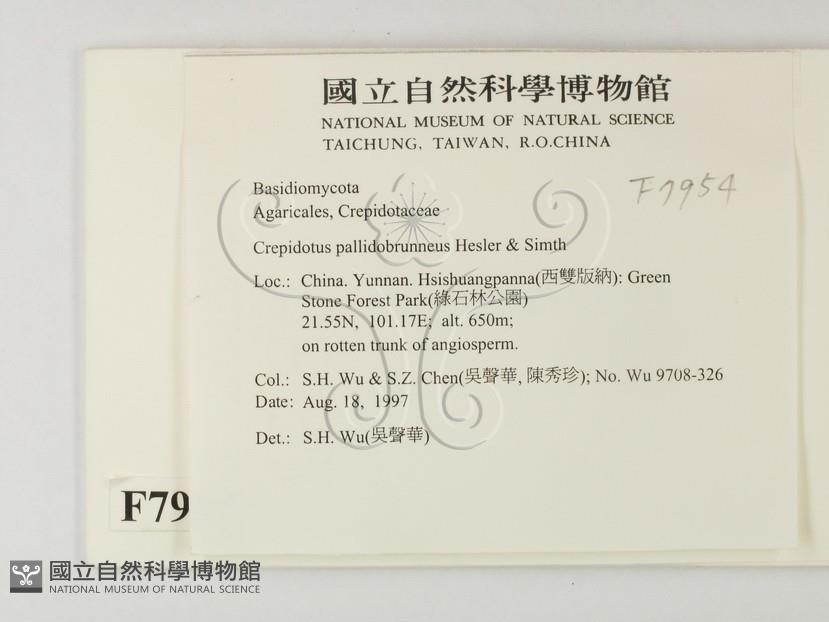 國立自然科學博物館
NATIONAL MUSEUM OF NATURAL SCIENCE
TAICHUNG, TAIWAN, R.O.CHINA
F7954
Basidiomycota
Agaricales, Crepidotaceae
Crepidotus pallidobrunneus Hesler & Simth
Loc.: China. Yunnan. Hsishuangpanna(西雙版納): Green
Stone Forest Park(綠石林公園)
21.55N, 101.17E; alt. 650m;
on rotten trunk of angiosperm.
Col.: S.H. Wu & S.Z. Chen(吳聲華, 陳秀珍); No. Wu 9708-326
Date: Aug. 18, 1997
Det.: S.H. Wu(吳聲華)
F79
國立自然科學博物館
NATIONAL MUSEUM OF NATURAL SCIENCE